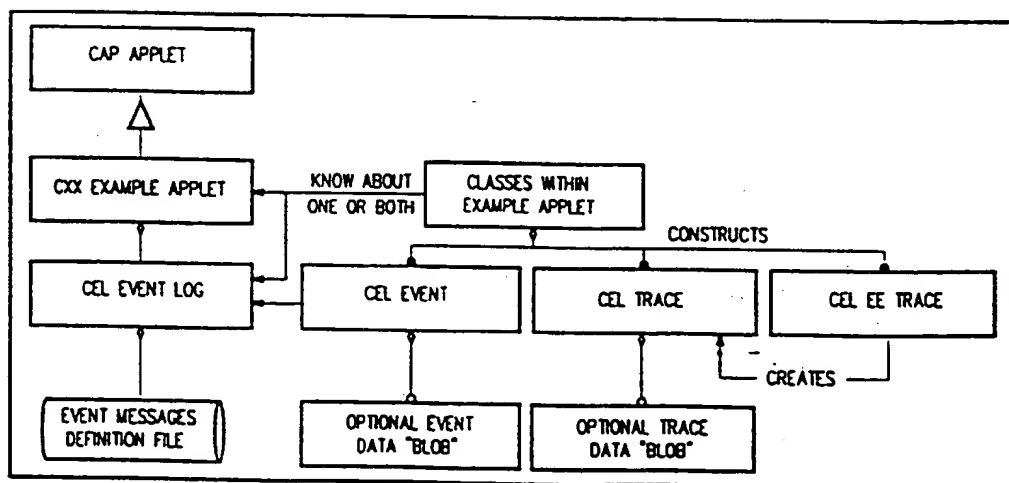 CAP APPLET
CXX EXAMPLE APPLET
KNOW ABOUT
ONE OR BOTH
CLASSES WITHIN
EXAMPLE APPLET
CONSTRUCTS
CEL EVENT LOG
CEL EVENT
CEL TRACE
CEL EE TRACE
CREATES
EVENT MESSAGES
DEFINITION FILE
OPTIONAL EVENT
DATA "BLOB"
OPTIONAL TRACE
DATA "BLOB"